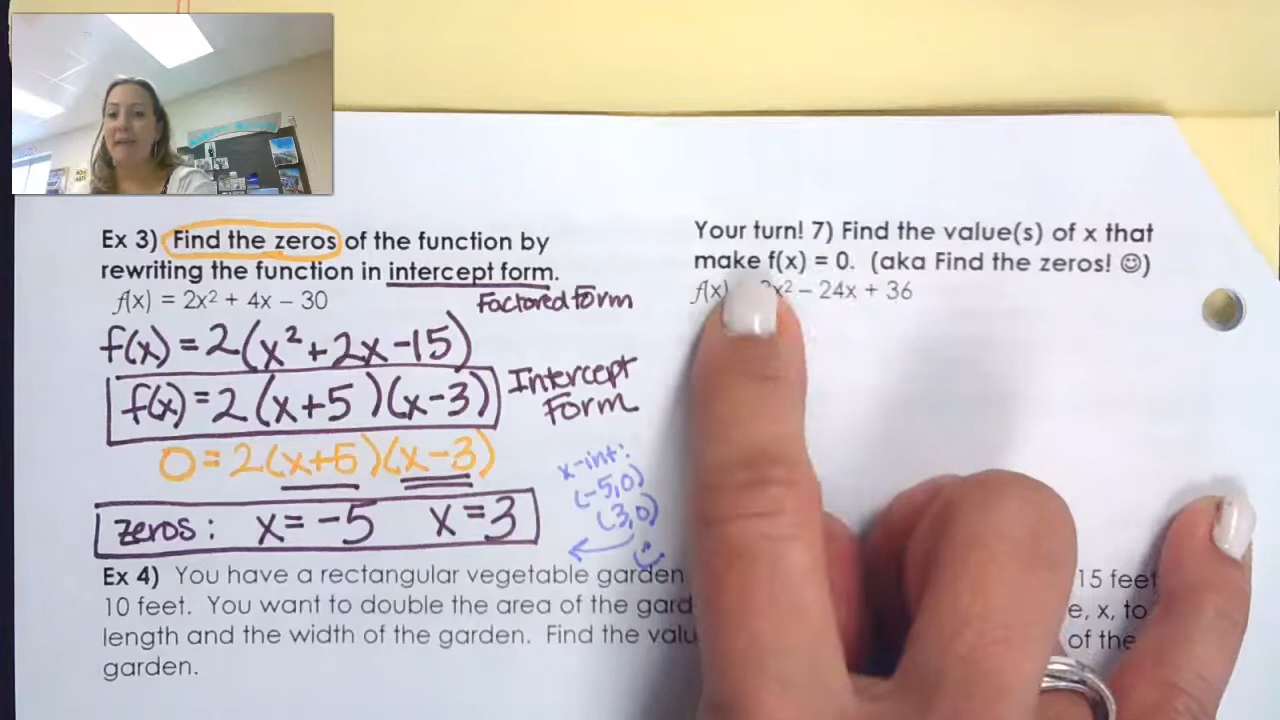 Ex 3) Find the zeros of the function by
rewriting the function in intercept form.
f(x) = 2x² + 4x – 30
Factored form
f(x) = 2(x² + 2x - 15)
f(x) = 2(x+5)(x-3)
Intercept
Form
0 = 2(x+5)(x-3)
x-int:
(-5,0)
(3,0)
zeros: x = -5 x = 3
Your turn! 7) Find the value(s) of x that
make f(x) = 0. (aka Find the zeros! ☺)
f(x) x² – 24x + 36
Ex 4) You have a rectangular vegetable garden 15 feet
10 feet. You want to double the area of the gard e, x, to
length and the width of the garden. Find the valu of the
garden.